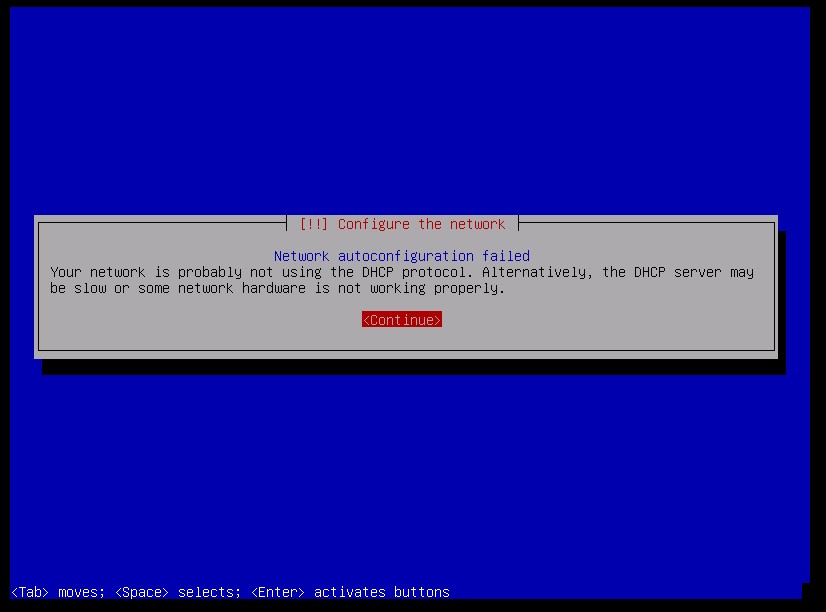 [!!] Configure the network
Network autoconfiguration failed
Your network is probably not using the DHCP protocol. Alternatively, the DHCP server may
be slow or some network hardware is not working properly.
<Continue>
<Tab> moves; <Space> selects; <Enter> activates buttons